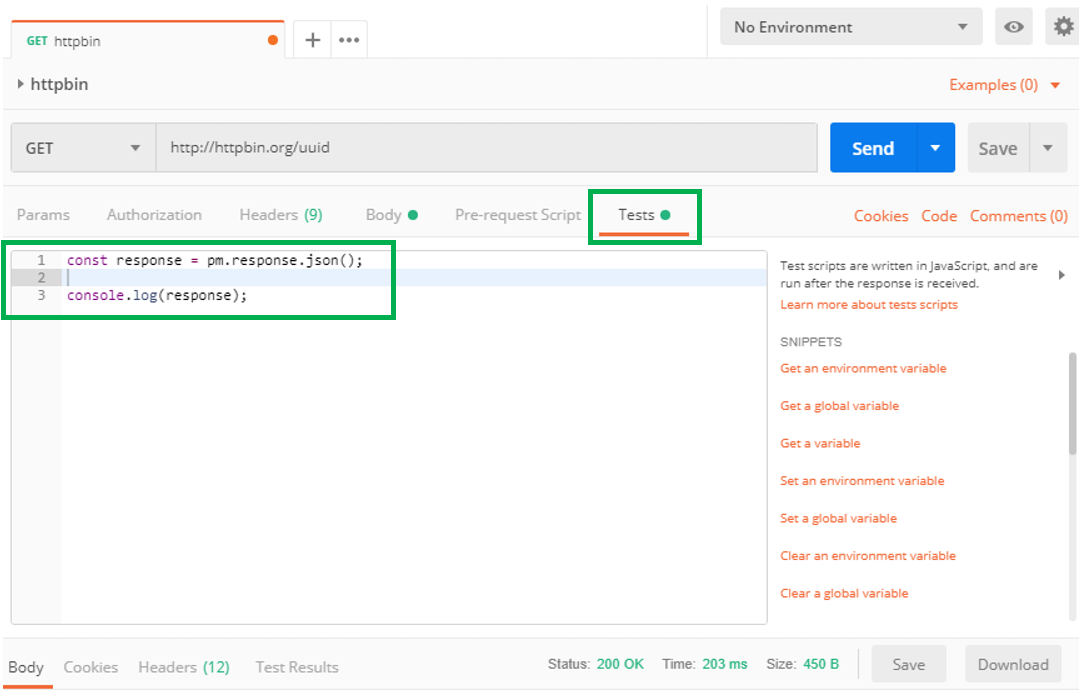 GET httpbin
No Environment
httpbin
Examples (0)
GET
http://httpbin.org/uuid
Send
Save
Params Authorization Headers (9) Body Pre-request Script Tests Cookies Code Comments (0)
1 const response = pm.response.json();
2
3 console.log(response);
Test scripts are written in JavaScript, and are
run after the response is received.
Learn more about tests scripts
SNIPPETS
Get an environment variable
Get a global variable
Get a variable
Set an environment variable
Set a global variable
Clear an environment variable
Clear a global variable
Body Cookies Headers (12) Test Results Status: 200 OK Time: 203 ms Size: 450 B Save Download